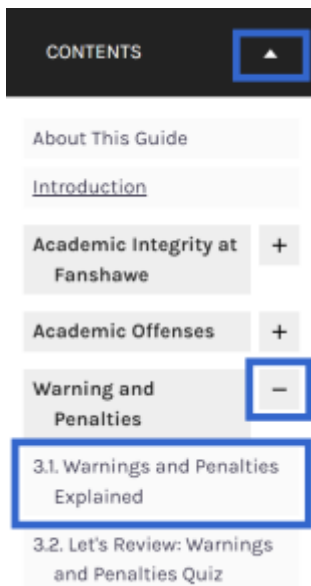 CONTENTS
About This Guide
Introduction
Academic Integrity at
Fanshawe
+
Academic Offenses
+
Warning and
Penalties
–
3.1. Warnings and Penalties
Explained
3.2. Let's Review: Warnings
and Penalties Quiz